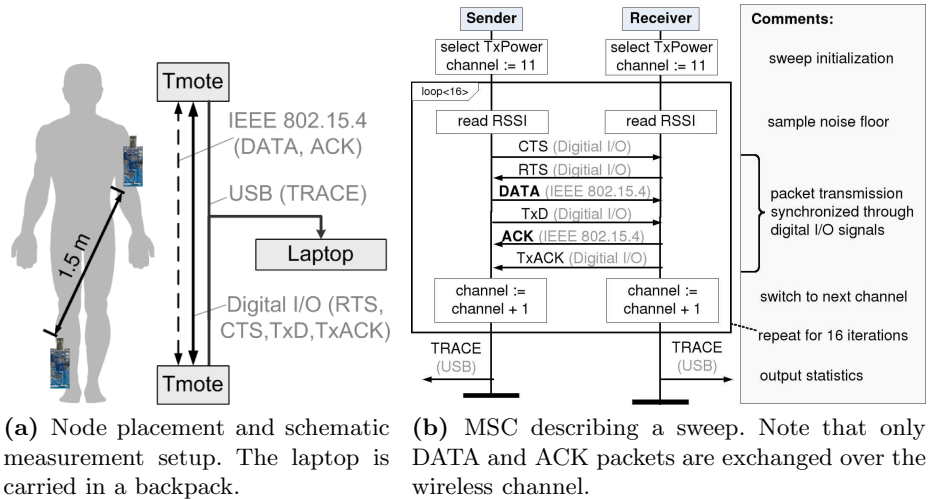 Tmote
IEEE 802.15.4
(DATA, ACK)
USB (TRACE)
Laptop
1.5 m
Digital I/O (RTS,
CTS,TxD,TxACK)
Tmote
(a) Node placement and schematic
measurement setup. The laptop is
carried in a backpack.
Sender
Receiver
Comments:
select TxPower
channel := 11
select TxPower
channel := 11
sweep initialization
loop<16>
read RSSI
read RSSI
sample noise floor
CTS (Digitial I/O)
RTS (Digitial I/O)
DATA (IEEE 802.15.4)
TxD (Digitial I/O)
ACK (IEEE 802.15.4)
TxACK (Digitial I/O)
packet transmission
synchronized through
digital I/O signals
channel :=
channel + 1
channel :=
channel + 1
switch to next channel
repeat for 16 iterations
TRACE
(USB)
TRACE
(USB)
output statistics
(b) MSC describing a sweep. Note that only
DATA and ACK packets are exchanged over the
wireless channel.